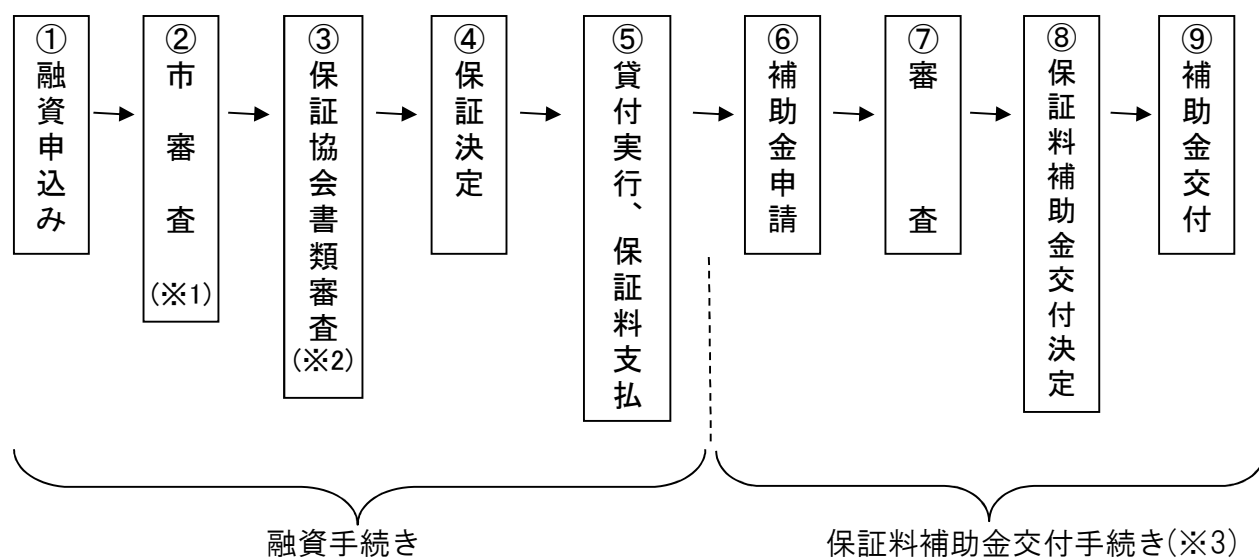 ①融資申込み
②市審査
(※1)
③保証協会書類審査
(※2)
④保証決定
⑤貸付実行、保証料支払
⑥補助金申請
⑦審査
⑧保証料補助金交付決定
⑨補助金交付
融資手続き
保証料補助金交付手続き(※3)